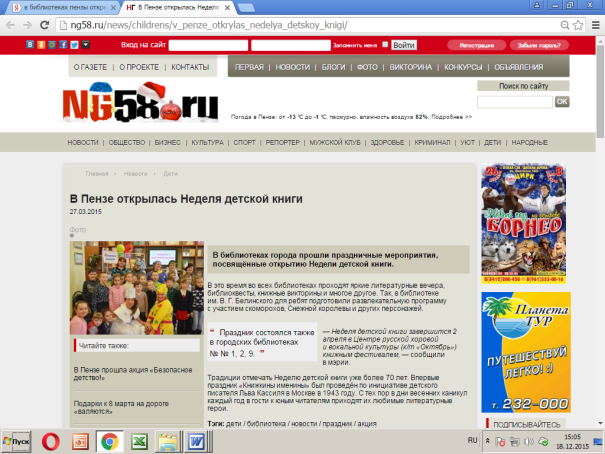 в библиотеках пензы откры
НГ В Пензе открылась Недели
ng58.ru/news/childrens/v_penze_otkrylas_nedelya_detskoy_knigi/
Вход на сайт
Запомнить меня
Войти
Регистрация
Забыли пароль?
О ГАЗЕТЕ | О ПРОЕКТЕ | КОНТАКТЫ
ПЕРВАЯ | НОВОСТИ | БЛОГИ | ФОТО | ВИКТОРИНА | КОНКУРСЫ | ОБЪЯВЛЕНИЯ
NG58.ru
Поиск по сайту
OK
Погода в Пензе: от -13 °C до -1 °C, пасмурно, влажность воздуха 82%. Подробнее >>
НОВОСТИ | ОБЩЕСТВО | БИЗНЕС | КУЛЬТУРА | СПОРТ | РЕПОРТЕР | МУЖСКОЙ КЛУБ | ЗДОРОВЬЕ | КРИМИНАЛ | УЮТ | ДЕТИ | НАРОДНЫЕ
Главная • Новости • Дети
В Пензе открылась Неделя детской книги
27.03.2015
Фото
В библиотеках города прошли праздничные мероприятия,
посвящённые открытию Недели детской книги.
В это время во всех библиотеках проходят яркие литературные вечера,
библиоквесты, книжные викторины и многое другое. Так, в библиотеке
им. В. Г. Белинского для ребят подготовили развлекательную программу
с участием скоморохов, Снежной королевы и других персонажей.
❝ Праздник состоялся также
в городских библиотеках
№ № 1, 2, 9. ❞
— Неделя детской книги завершится 2
апреля в Центре русской хоровой
и вокальной культуры (к/т «Октябрь»)
книжным фестивалем, — сообщили
в мэрии.
Традиции отмечать Неделю детской книги уже более 70 лет. Впервые
праздник «Книжкины именины» был проведён по инициативе детского
писателя Льва Кассиля в Москве в 1943 году. С тех пор в дни весенних каникул
каждый год в гости к юным читателям приходят их любимые литературные
герои.
Тэги: дети / библиотека / новости / праздник / акция
Читайте также:
В Пензе прошла акция «Безопасное
детство!»
Подарки к 8 марта на дороге
«валяются»
ЦИРК
БОРНЕО
Планета
ТУР
ПУТЕШЕСТВУЙ
ЛЕГКО! :)
т. 232-000
ПОДПИСЫВАЙТЕСЬ
Пуск
RU
15:05
18.12.2015